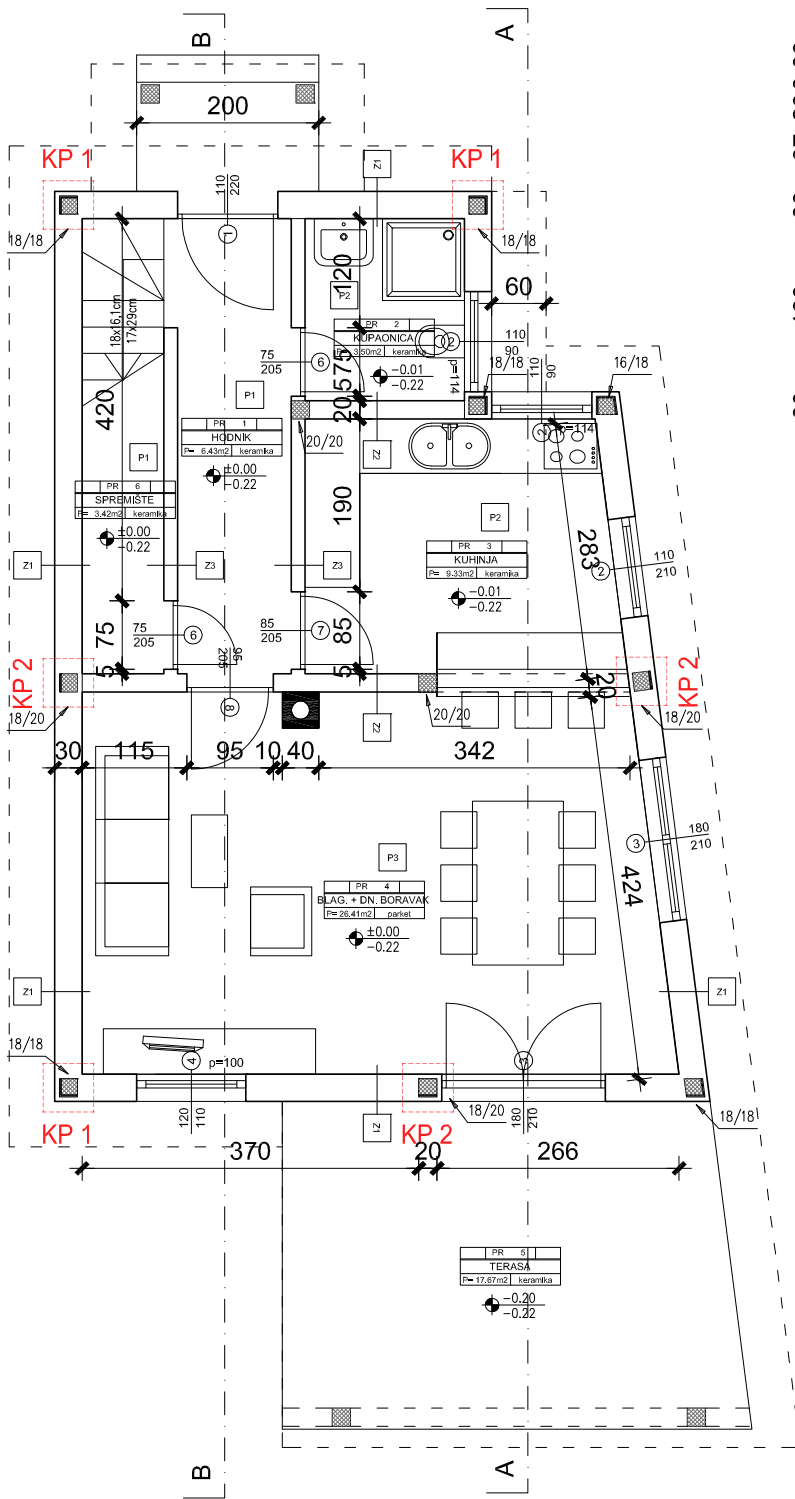 B
A
200
KP 1
KP 1
110
220
Z1
18/18
18/18
1
120
60
18x16,1cm
17x29cm
P2
PR 2
KUPAONICA
P= 3.50m2 keramika
2
110
90
75
205
6
75
-0.01
-0.22
p=114
18/18
110
90
16/18
420
P1
20,5
20/20
2
p=114
PR 1
HODNIK
P= 6.43m2 keramika
±0.00
-0.22
Z2
P1
PR 6
SPREMIŠTE
P= 3.42m2 keramika
±0.00
-0.22
190
P2
283
PR 3
KUHINJA
P= 9.33m2 keramika
-0.01
-0.22
110
210
2
Z1
Z3
Z3
75
75
205
6
85
205
7
85
5
5
95
205
KP 2
KP 2
18/20
8
20/20
20
18/20
Z2
30
115
95
10
40
342
180
210
3
P3
424
PR 4
BLAG. + DN. BORAVAK
P= 26.41m2 parket
±0.00
-0.22
Z1
Z1
18/18
4
p=100
3
120
110
18/20
180
210
18/18
KP 1
Z1
KP 2
370
20
266
PR 5
TERASA
P= 17.67m2 keramika
-0.20
-0.22
B
A